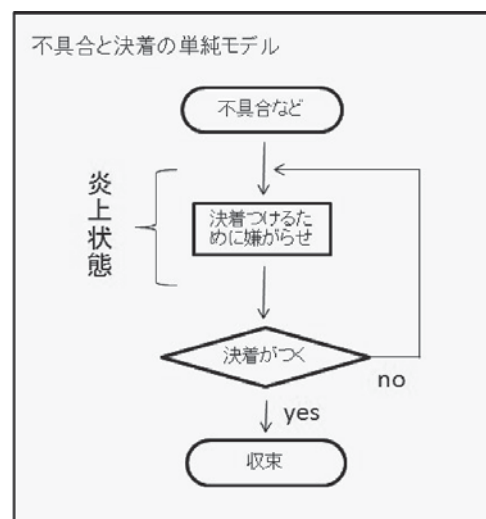 不具合と決着の単純モデル
不具合など
炎上状態
決着つけるた
めに嫌がらせ
決着がつく
no
yes
収束